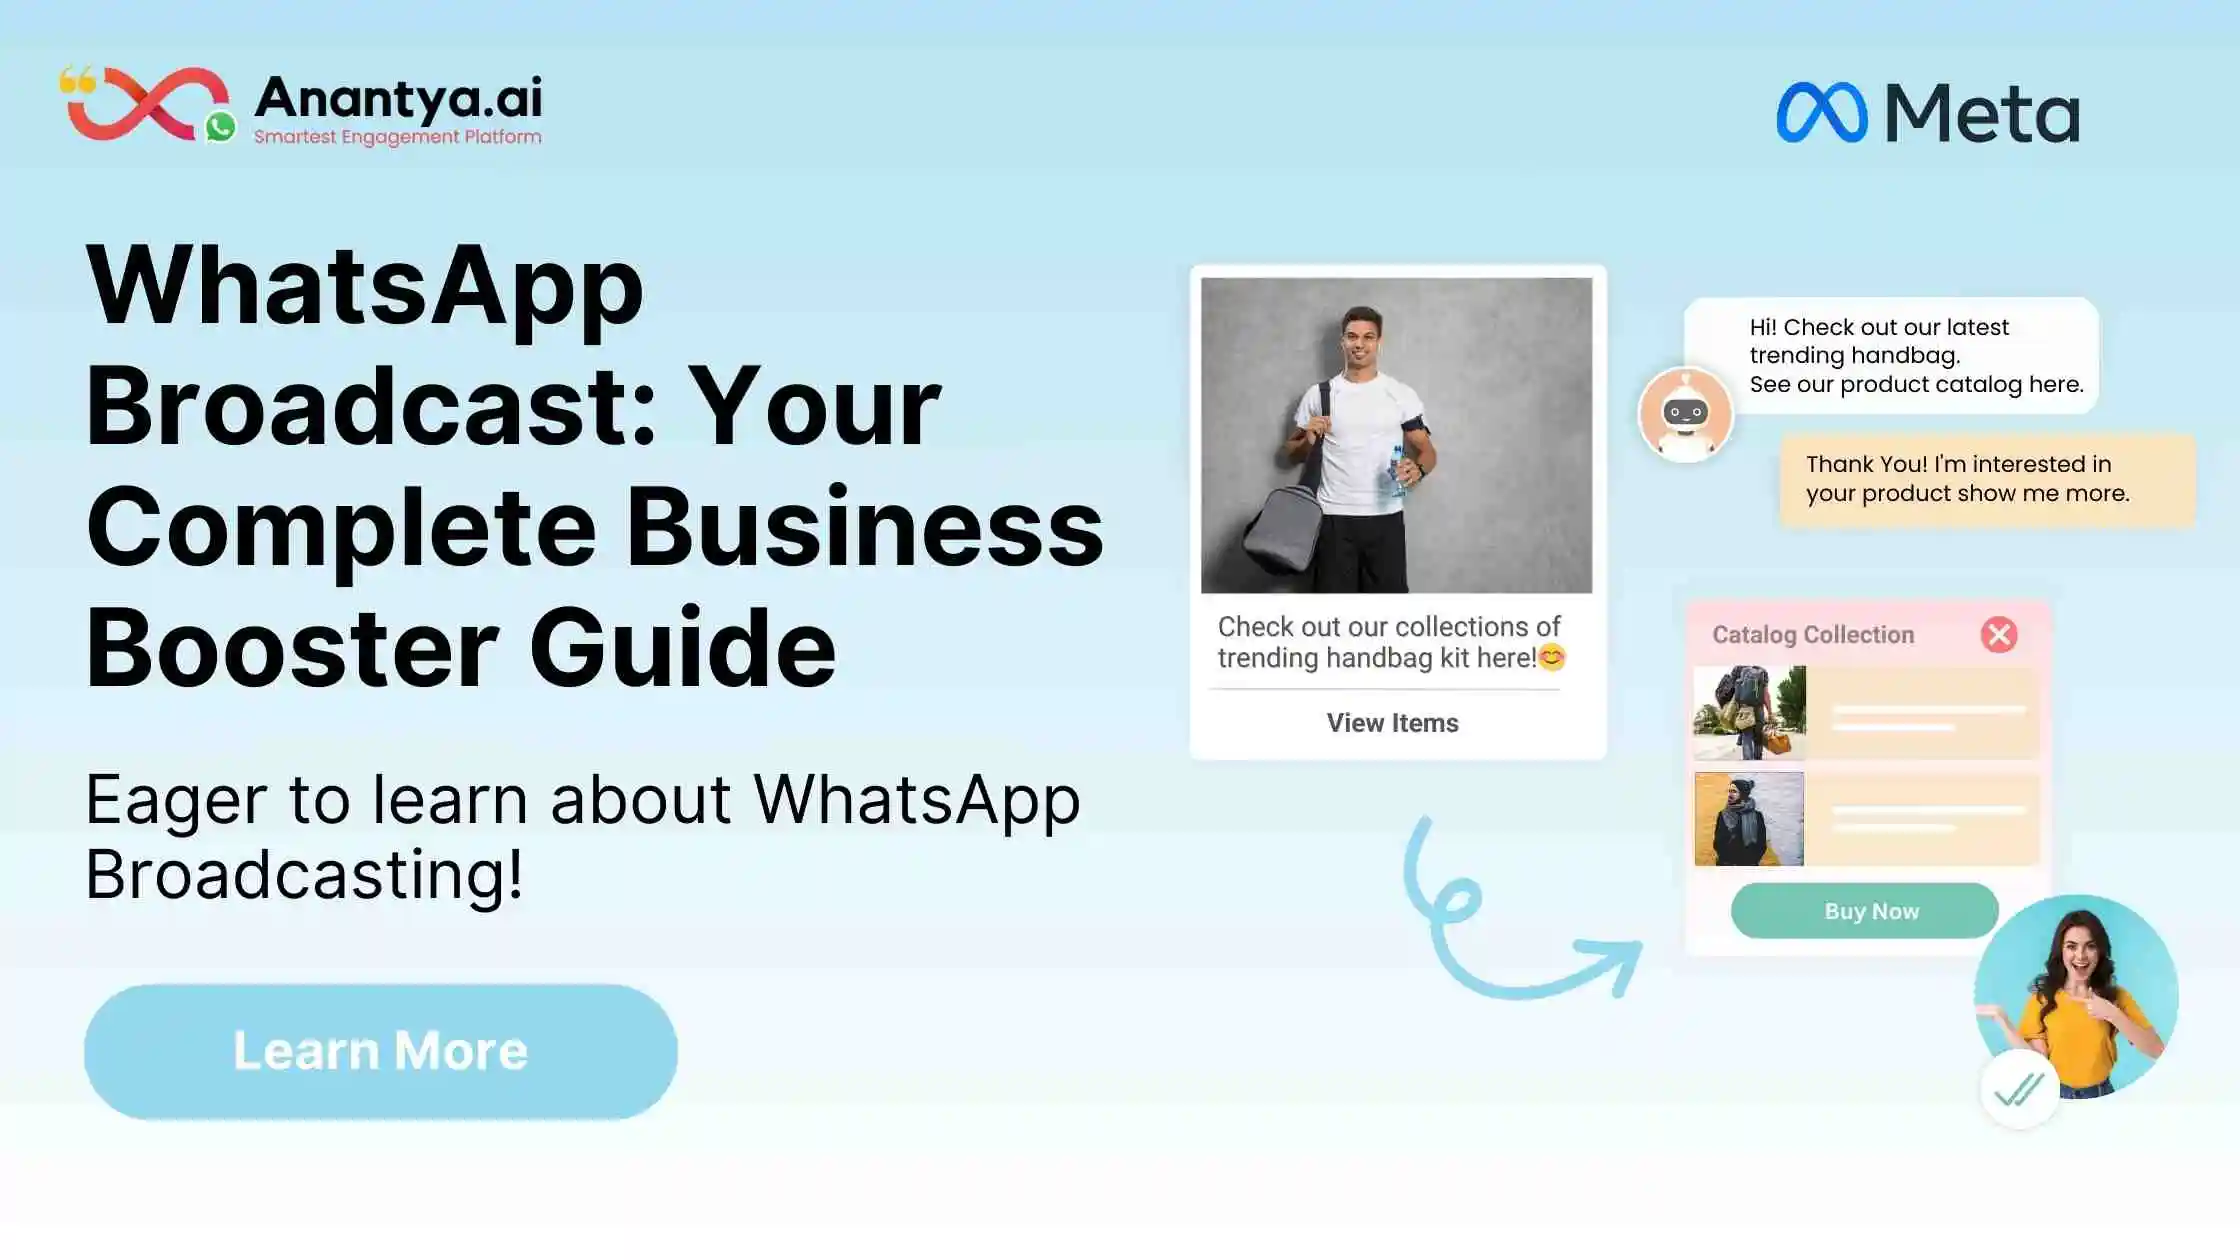 Anantya.ai
Smartest Engagement Platform
Meta
WhatsApp
Broadcast: Your
Complete Business
Booster Guide
Eager to learn about WhatsApp
Broadcasting!
Learn More
Check out our collections of
trending handbag kit here!😊
View Items
Hi! Check out our latest
trending handbag.
See our product catalog here.
Thank You! I'm interested in
your product show me more.
Catalog Collection
Buy Now